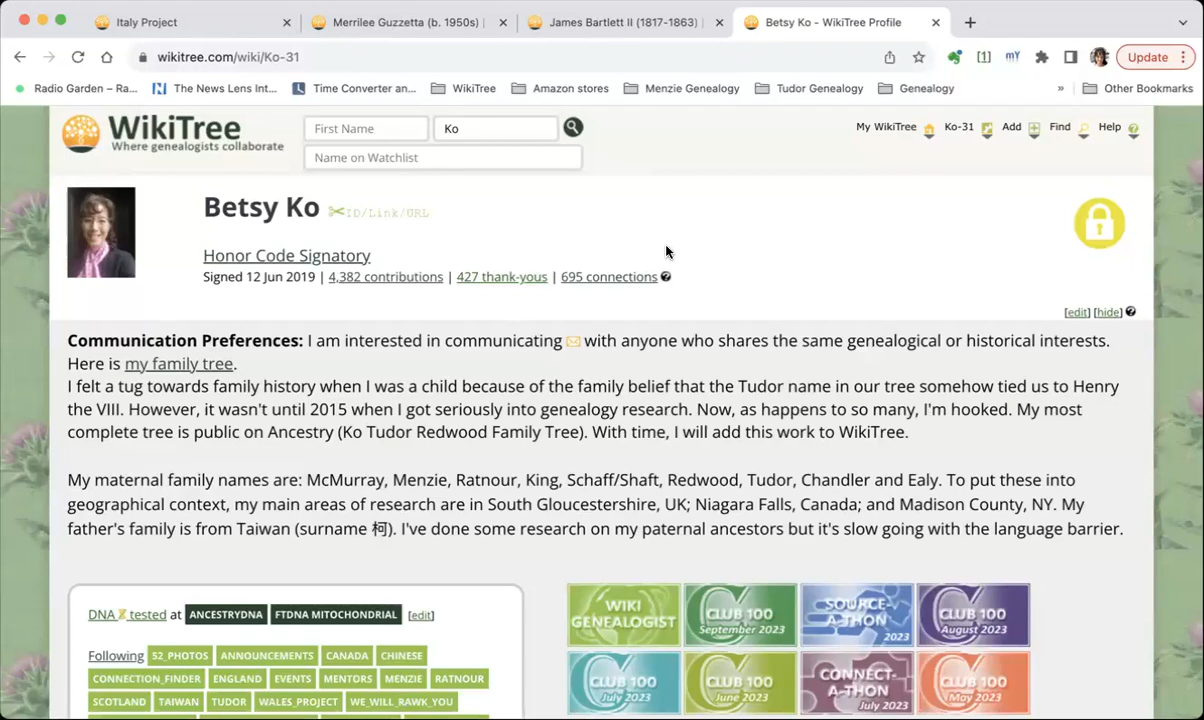 Italy Project
Merrilee Guzzetta (b. 1950s) |
James Bartlett II (1817-1863) |
Betsy Ko - WikiTree Profile
wikitree.com/wiki/Ko-31
[1]
mY
Update
Radio Garden – Ra...
The News Lens Int...
Time Converter an...
WikiTree
Amazon stores
Menzie Genealogy
Tudor Genealogy
Genealogy
»
Other Bookmarks
WikiTree
Where genealogists collaborate
First Name
Ko
Name on Watchlist
My WikiTree
Ko-31
Add
Find
Help
Betsy Ko
ID/Link/URL
Honor Code Signatory
Signed 12 Jun 2019 | 4,382 contributions | 427 thank-yous | 695 connections
[edit] [hide]
Communication Preferences: I am interested in communicating with anyone who shares the same genealogical or historical interests.
Here is my family tree.
I felt a tug towards family history when I was a child because of the family belief that the Tudor name in our tree somehow tied us to Henry
the VIII. However, it wasn't until 2015 when I got seriously into genealogy research. Now, as happens to so many, I'm hooked. My most
complete tree is public on Ancestry (Ko Tudor Redwood Family Tree). With time, I will add this work to WikiTree.
My maternal family names are: McMurray, Menzie, Ratnour, King, Schaff/Shaft, Redwood, Tudor, Chandler and Ealy. To put these into
geographical context, my main areas of research are in South Gloucestershire, UK; Niagara Falls, Canada; and Madison County, NY. My
father's family is from Taiwan (surname 柯). I've done some research on my paternal ancestors but it's slow going with the language barrier.
DNA tested at ANCESTRYDNA FTDNA MITOCHONDRIAL [edit]
Following 52_PHOTOS ANNOUNCEMENTS CANADA CHINESE
CONNECTION_FINDER ENGLAND EVENTS MENTORS MENZIE RATNOUR
SCOTLAND TAIWAN TUDOR WALES_PROJECT WE_WILL_RAWK_YOU
WIKI GENEALOGIST
CLUB 100 September 2023
SOURCE-A-THON 2023
CLUB 100 August 2023
CLUB 100 July 2023
CLUB 100 June 2023
CONNECT-A-THON July 2023
CLUB 100 May 2023